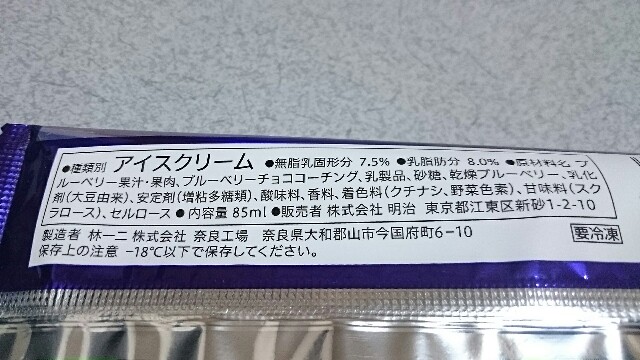 ●種類別 アイスクリーム ●無脂乳固形分 7.5% ●乳脂肪分 8.0% ●原材料名 ブ
ルーベリー果汁・果肉、ブルーベリーチョココーチング、乳製品、砂糖、乾燥ブルーベリー、乳化
剤(大豆由来)、安定剤(増粘多糖類)、酸味料、香料、着色料(クチナシ、野菜色素)、甘味料(スク
ラロース)、セルロース ●内容量 85ml ●販売者 株式会社 明治 東京都江東区新砂1-2-10
製造者 林一二 株式会社 奈良工場 奈良県大和郡山市今国府町6-10
保存上の注意 -18℃以下で保存してください。
要冷凍